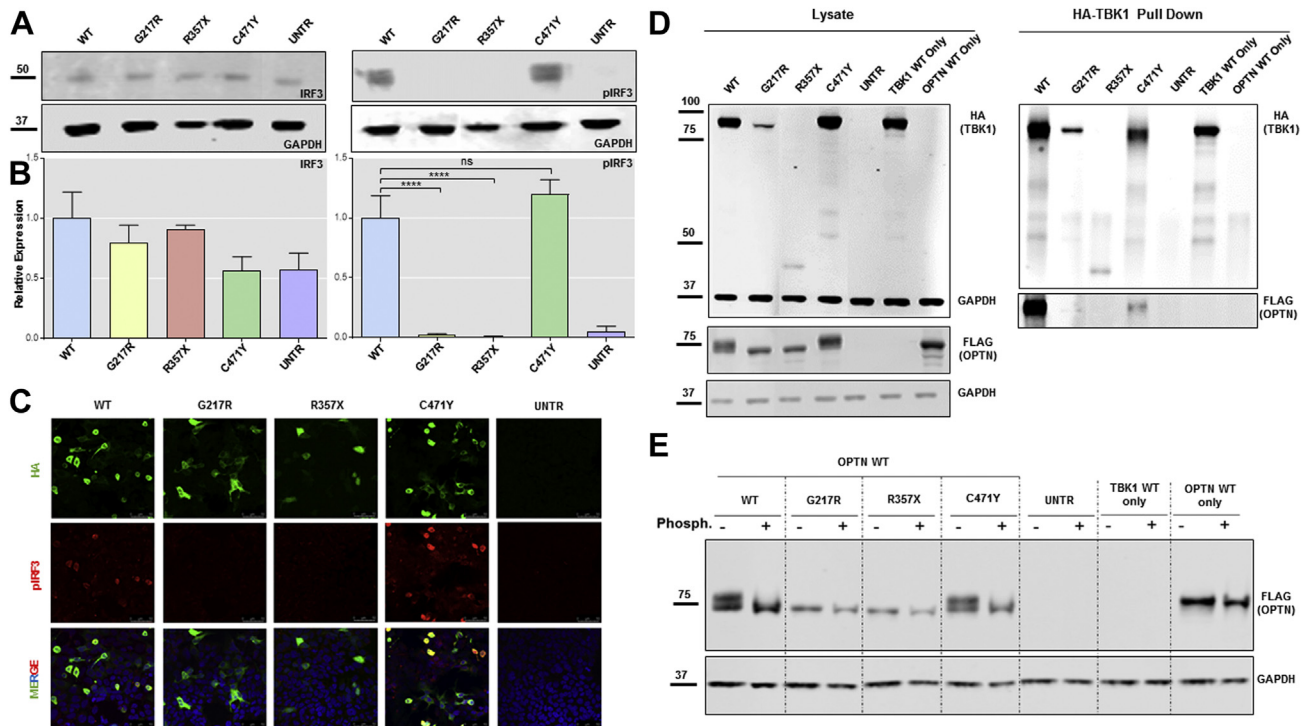 A
WT G217R R357X C471Y UNTR
50
IRF3
37
GAPDH
WT G217R R357X C471Y UNTR
pIRF3
GAPDH
B
Relative Expression
1.5
1.0
0.5
0.0
IRF3
WT G217R R357X C471Y UNTR
1.5
1.0
0.5
0.0
pIRF3
ns
****
****
WT G217R R357X C471Y UNTR
C
WT G217R R357X C471Y UNTR
HA
pIRF3
MERGE
D
Lysate
WT G217R R357X C471Y UNTR TBK1 WT Only OPTN WT Only
100
75
50
37
HA
(TBK1)
GAPDH
75
FLAG
(OPTN)
37
GAPDH
HA-TBK1 Pull Down
WT G217R R357X C471Y UNTR TBK1 WT Only OPTN WT Only
HA
(TBK1)
FLAG
(OPTN)
E
OPTN WT
WT G217R R357X C471Y UNTR TBK1 WT only OPTN WT only
Phosph. - + - + - + - + - + - + - +
75
FLAG
(OPTN)
37
GAPDH